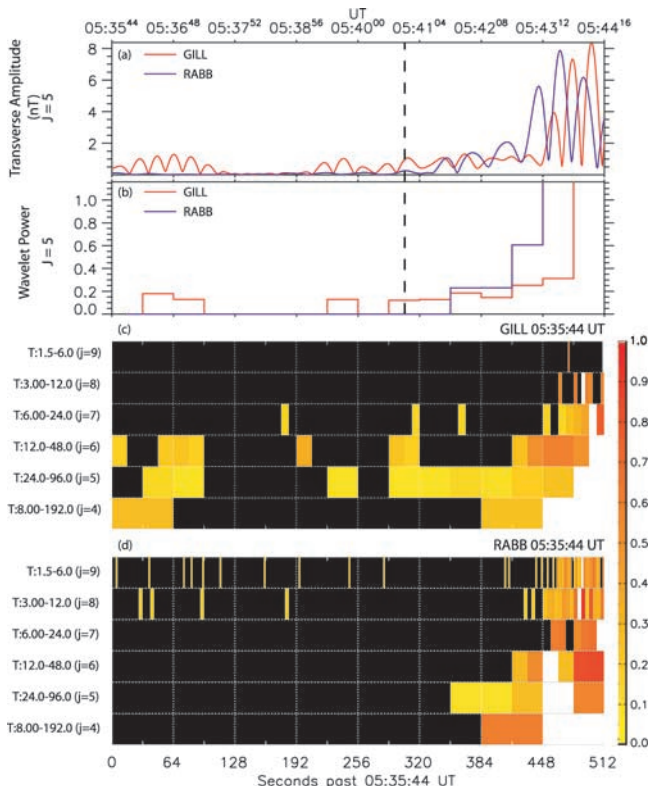 UT
05:35⁴⁴ 05:36⁴⁸ 05:37⁵² 05:38⁵⁶ 05:40⁰⁰ 05:41⁰⁴ 05:42⁰⁸ 05:43¹² 05:44¹⁶
(a)
GILL
RABB
8
6
4
2
Transverse Amplitude
(nT)
J = 5
(b)
GILL
RABB
1.0
0.8
0.6
0.4
0.2
0.0
Wavelet Power
J = 5
(c) GILL 05:35:44 UT
T:1.5-6.0 (j=9)
T:3.00-12.0 (j=8)
T:6.00-24.0 (j=7)
T:12.0-48.0 (j=6)
T:24.0-96.0 (j=5)
T:8.00-192.0 (j=4)
(d) RABB 05:35:44 UT
T:1.5-6.0 (j=9)
T:3.00-12.0 (j=8)
T:6.00-24.0 (j=7)
T:12.0-48.0 (j=6)
T:24.0-96.0 (j=5)
T:8.00-192.0 (j=4)
1.0
0.9
0.8
0.7
0.6
0.5
0.4
0.3
0.2
0.1
0.0
0 64 128 192 256 320 384 448 512
Seconds past 05:35:44 UT